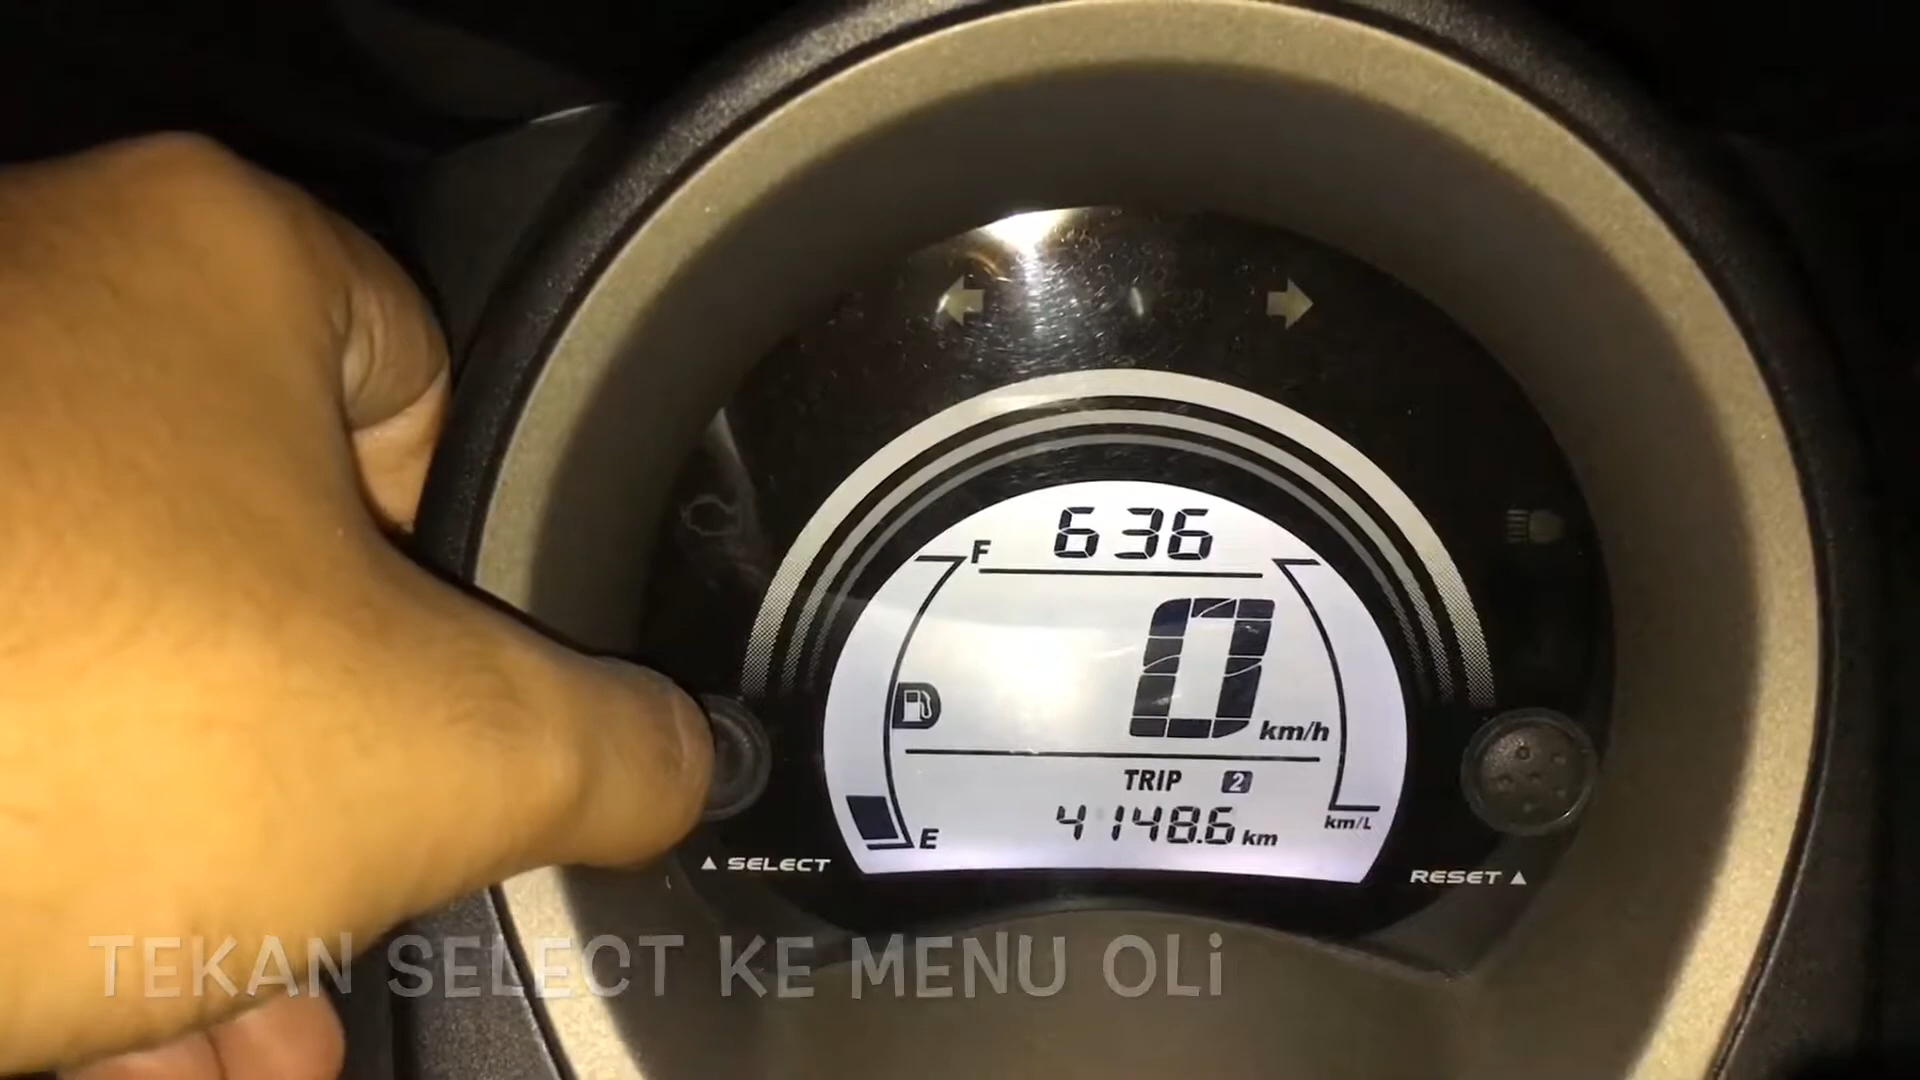 F 636
0 km/h
TRIP 2
4148.6 km
km/L
E
▲ SELECT
RESET ▲
TEKAN SELECT KE MENU OLi